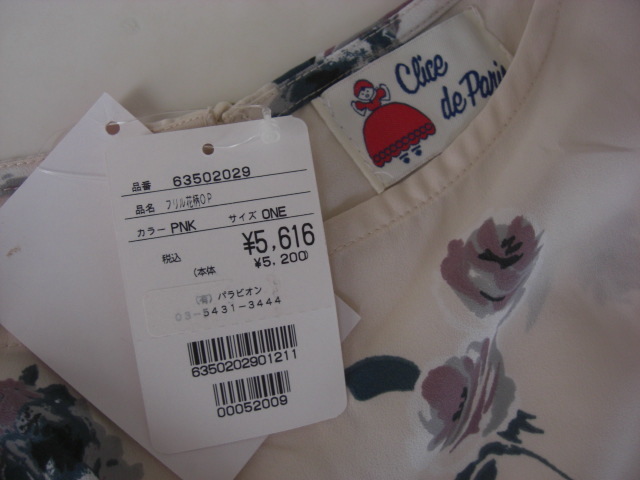 Clice
de Paris
品番 63502029
品名 フリル花柄OP
カラー PNK サイズ ONE
税込 ¥5,616
(本体 ¥5,200)
(有) パラビオン
03-5431-3444
6350202901211
00052009